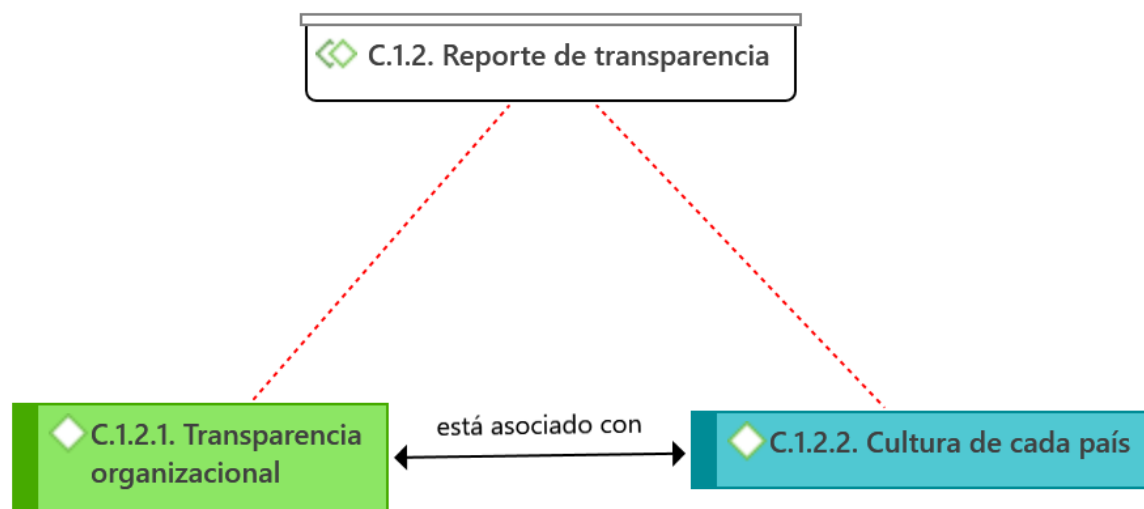 C.1.2. Reporte de transparencia
C.1.2.1. Transparencia
organizacional
está asociado con
C.1.2.2. Cultura de cada país